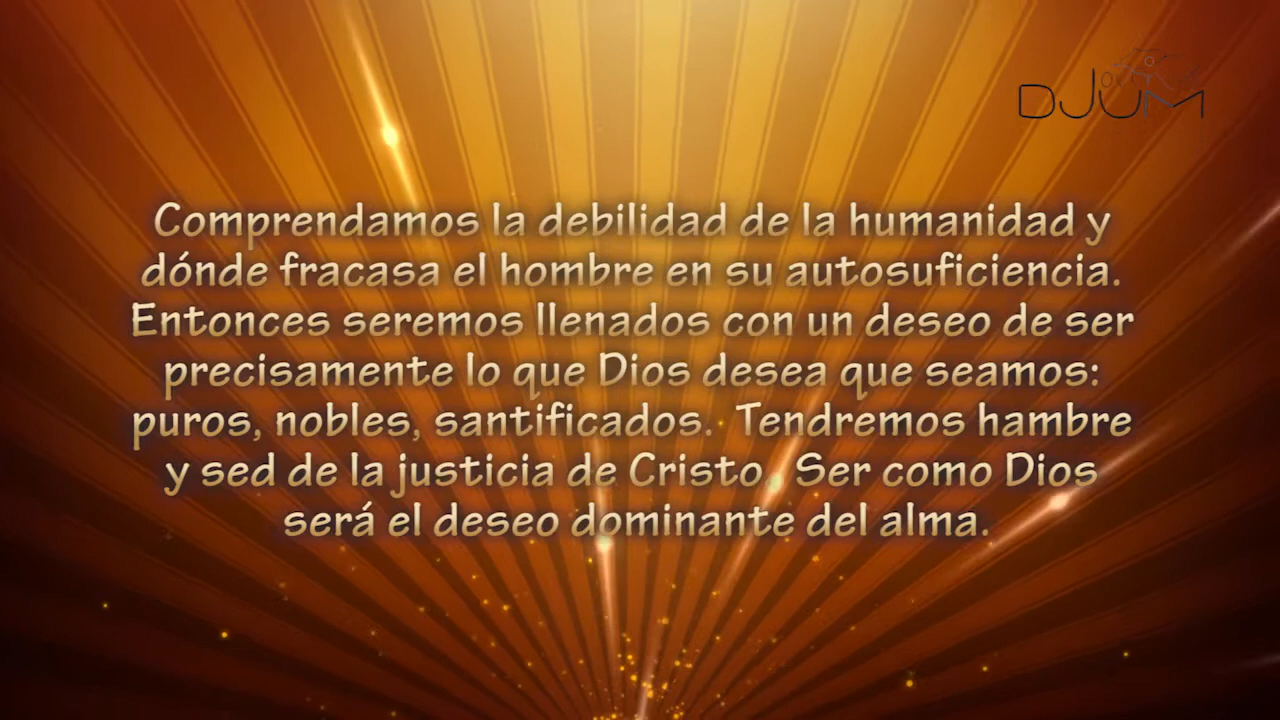 DJUM
Comprendamos la debilidad de la humanidad y
dónde fracasa el hombre en su autosuficiencia.
Entonces seremos llenados con un deseo de ser
precisamente lo que Dios desea que seamos:
puros, nobles, santificados. Tendremos hambre
y sed de la justicia de Cristo. Ser como Dios
será el deseo dominante del alma.